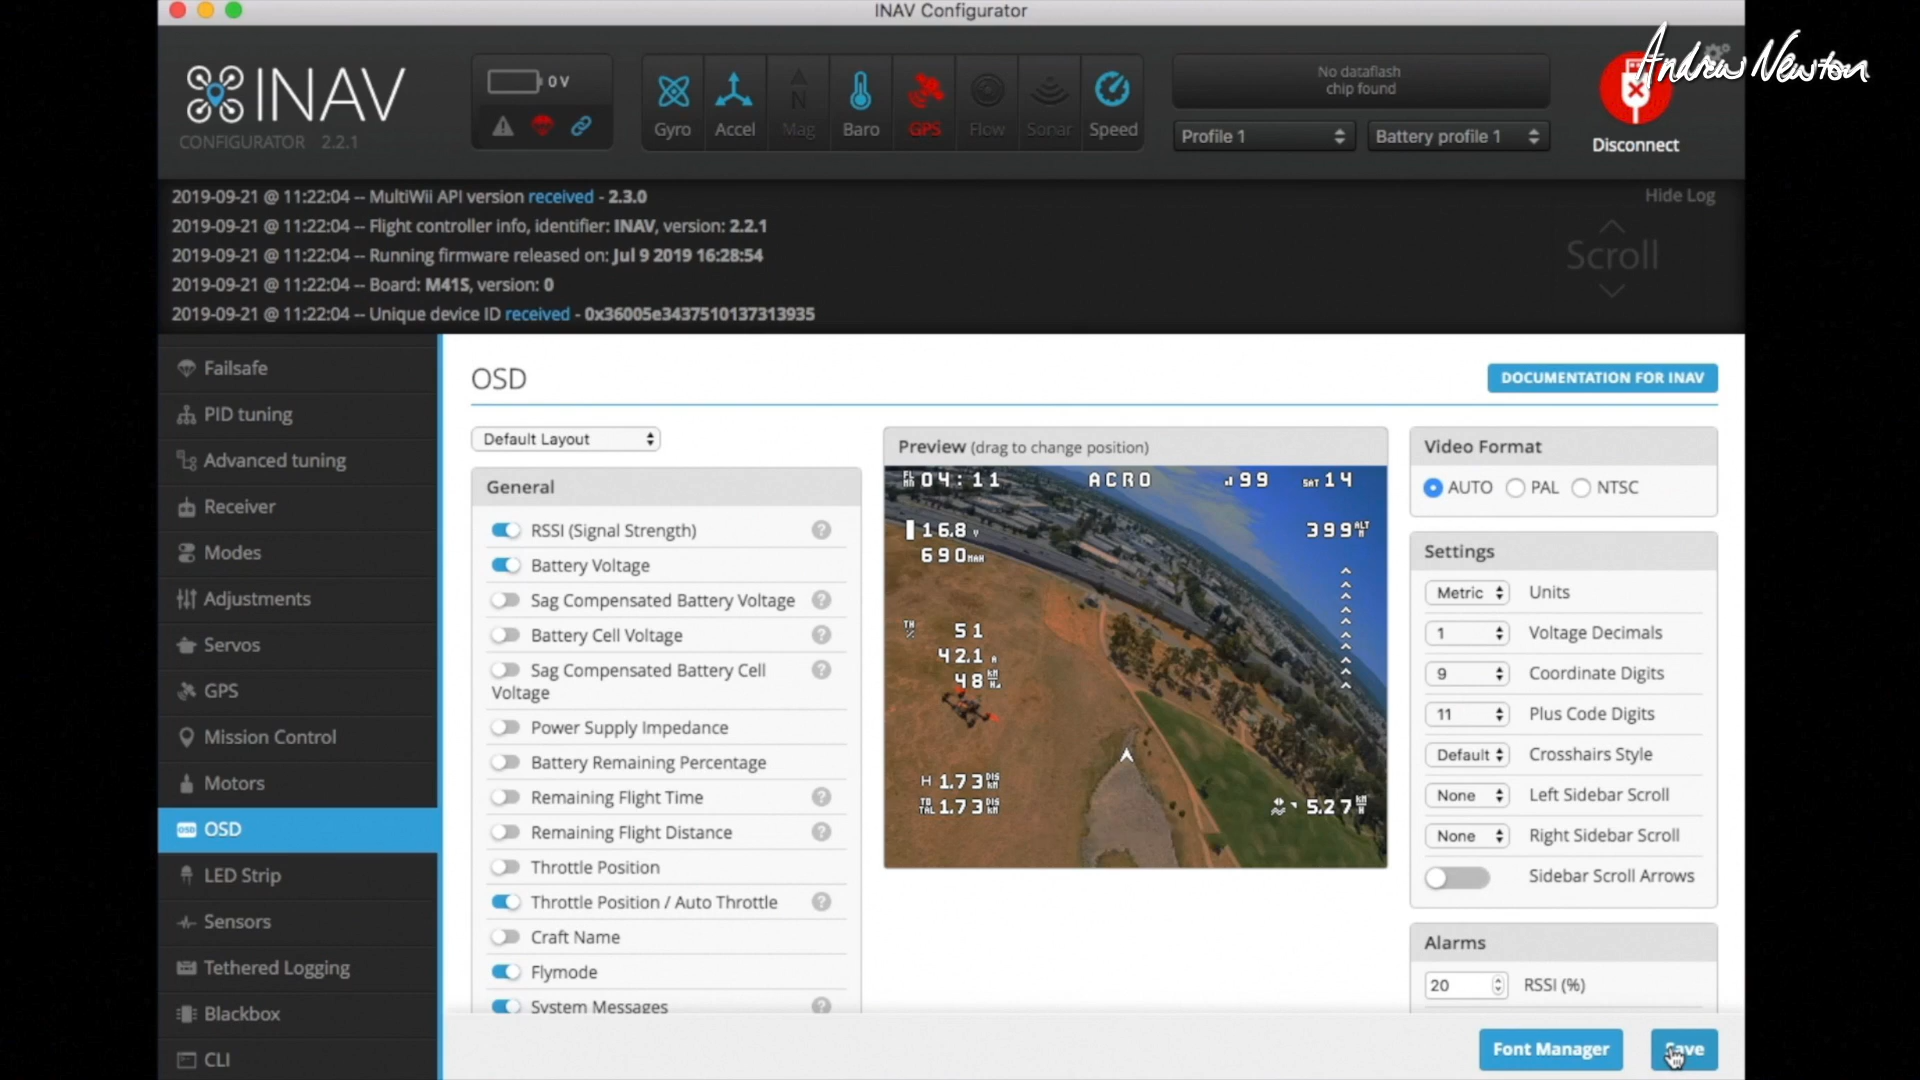 INAV Configurator
Andrew Newton
INAV
CONFIGURATOR 2.2.1
0 V
Gyro
Accel
Mag
Baro
GPS
Flow
Sonar
Speed
No dataflash
chip found
Profile 1
Battery profile 1
Disconnect
2019-09-21 @ 11:22:04 -- MultiWii API version received - 2.3.0
2019-09-21 @ 11:22:04 -- Flight controller info, identifier: INAV, version: 2.2.1
2019-09-21 @ 11:22:04 -- Running firmware released on: Jul 9 2019 16:28:54
2019-09-21 @ 11:22:04 -- Board: M41S, version: 0
2019-09-21 @ 11:22:04 -- Unique device ID received - 0x36005e3437510137313935
Hide Log
Scroll
Failsafe
PID tuning
Advanced tuning
Receiver
Modes
Adjustments
Servos
GPS
Mission Control
Motors
OSD
LED Strip
Sensors
Tethered Logging
Blackbox
CLI
OSD
DOCUMENTATION FOR INAV
Default Layout
General
RSSI (Signal Strength)
Battery Voltage
Sag Compensated Battery Voltage
Battery Cell Voltage
Sag Compensated Battery Cell
Voltage
Power Supply Impedance
Battery Remaining Percentage
Remaining Flight Time
Remaining Flight Distance
Throttle Position
Throttle Position / Auto Throttle
Craft Name
Flymode
System Messages
Preview (drag to change position)
04:11 ACRO 99 SAT 14
16.8 V
690 MAH
399 ALT M
51
42.1 A
48 KM H
H 1.73 DIS KM
1.73 DIS KM
5.27
Video Format
AUTO PAL NTSC
Settings
Metric Units
1 Voltage Decimals
9 Coordinate Digits
11 Plus Code Digits
Default Crosshairs Style
None Left Sidebar Scroll
None Right Sidebar Scroll
Sidebar Scroll Arrows
Alarms
20 RSSI (%)
Font Manager
Save